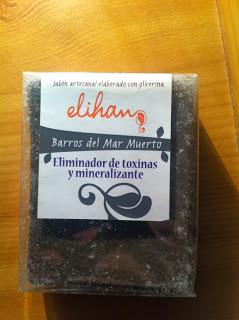 Jabón artesanal elaborado con glicerina
elihan
Barros del Mar Muerto
Eliminador de toxinas
y mineralizante